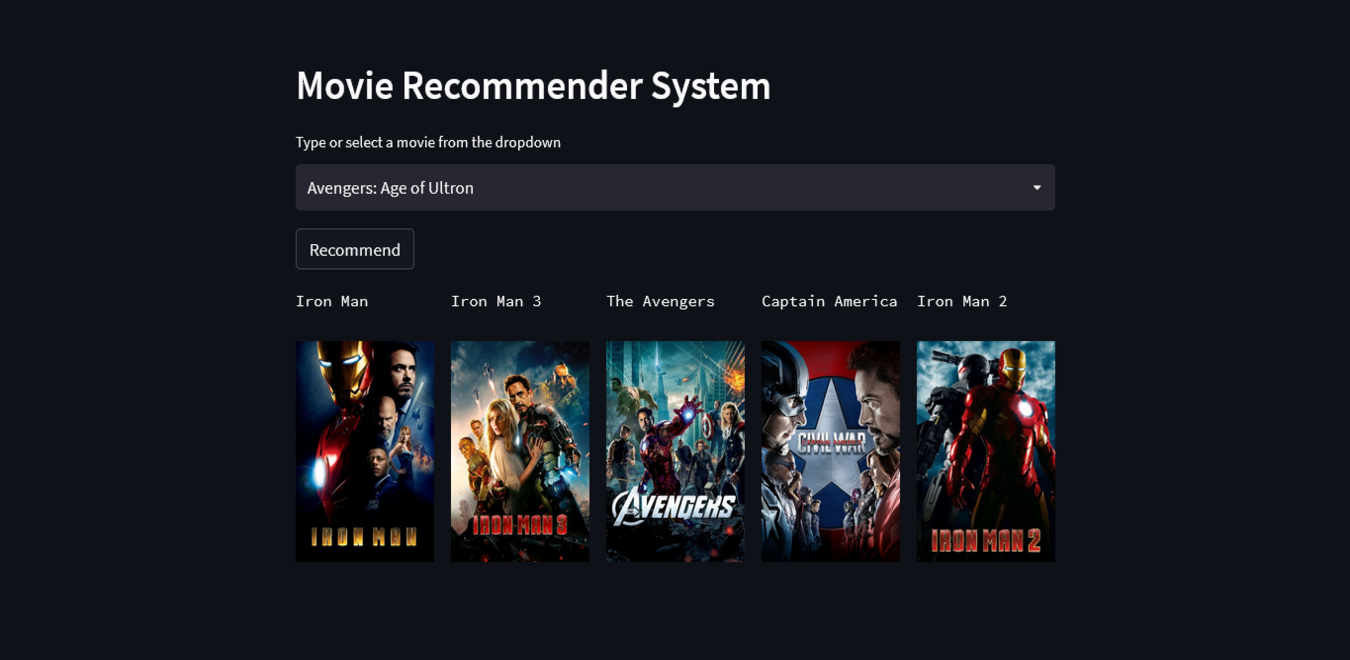 Movie Recommender System
Type or select a movie from the dropdown
Avengers: Age of Ultron
Recommend
Iron Man
Iron Man 3
The Avengers
Captain America
Iron Man 2
IRON MAN
IRON MAN 3
AVENGERS
CIVIL WAR
IRON MAN 2